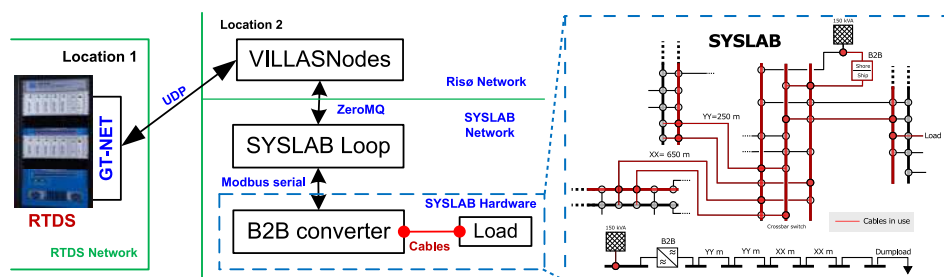 Location 1
GT-NET
RTDS
RTDS Network
UDP
Location 2
VILLASNodes
Risø Network
ZeroMQ
SYSLAB
Network
SYSLAB Loop
Modbus serial
SYSLAB Hardware
B2B converter
Cables
Load
SYSLAB
150 kVA
B2B
Shore
Ship
YY=250 m
Load
XX= 650 m
Crossbar switch
Cables in use
150 kVA
B2B
YY m
YY m
XX m
XX m
Dumpload